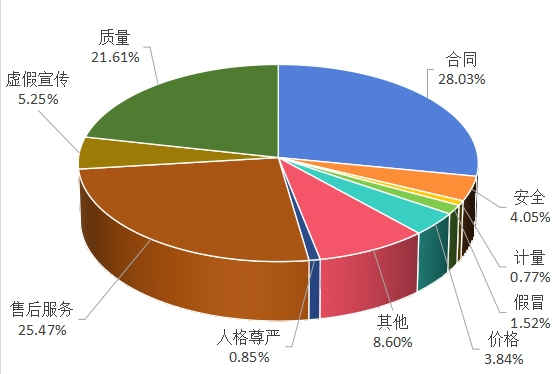 质量
21.61%
合同
28.03%
虚假宣传
5.25%
安全
4.05%
计量
0.77%
假冒
1.52%
价格
3.84%
其他
8.60%
人格尊严
0.85%
售后服务
25.47%